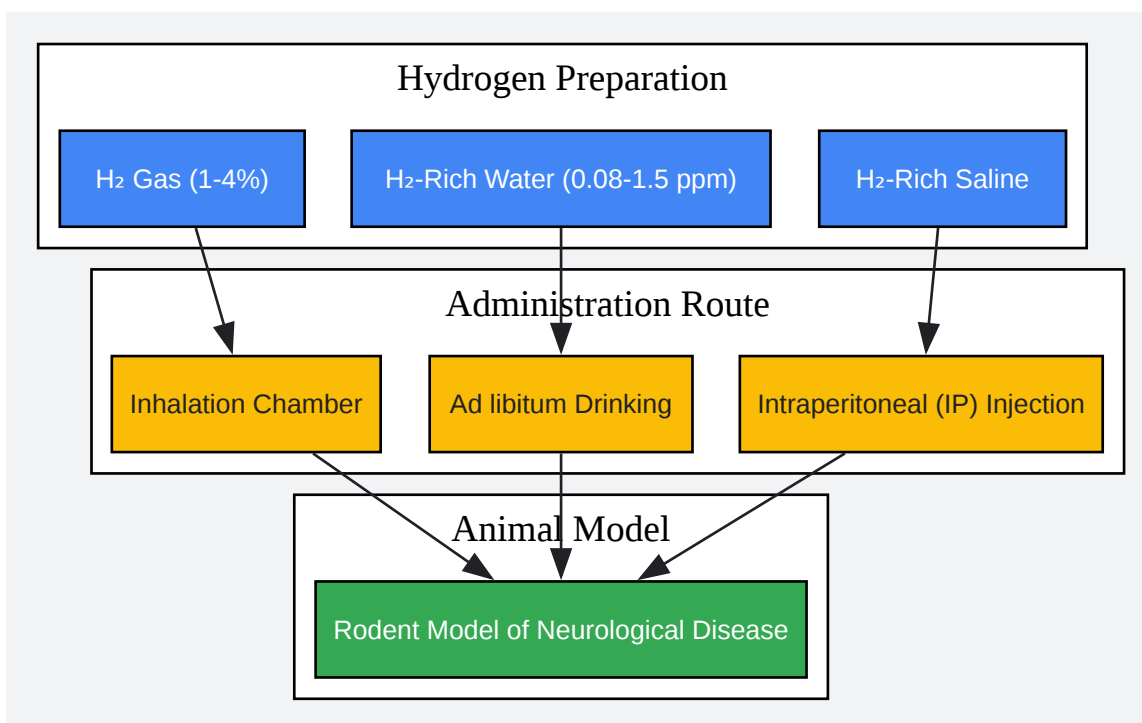 Hydrogen Preparation
H₂ Gas (1-4%)
H₂-Rich Water (0.08-1.5 ppm)
H₂-Rich Saline
Administration Route
Inhalation Chamber
Ad libitum Drinking
Intraperitoneal (IP) Injection
Animal Model
Rodent Model of Neurological Disease